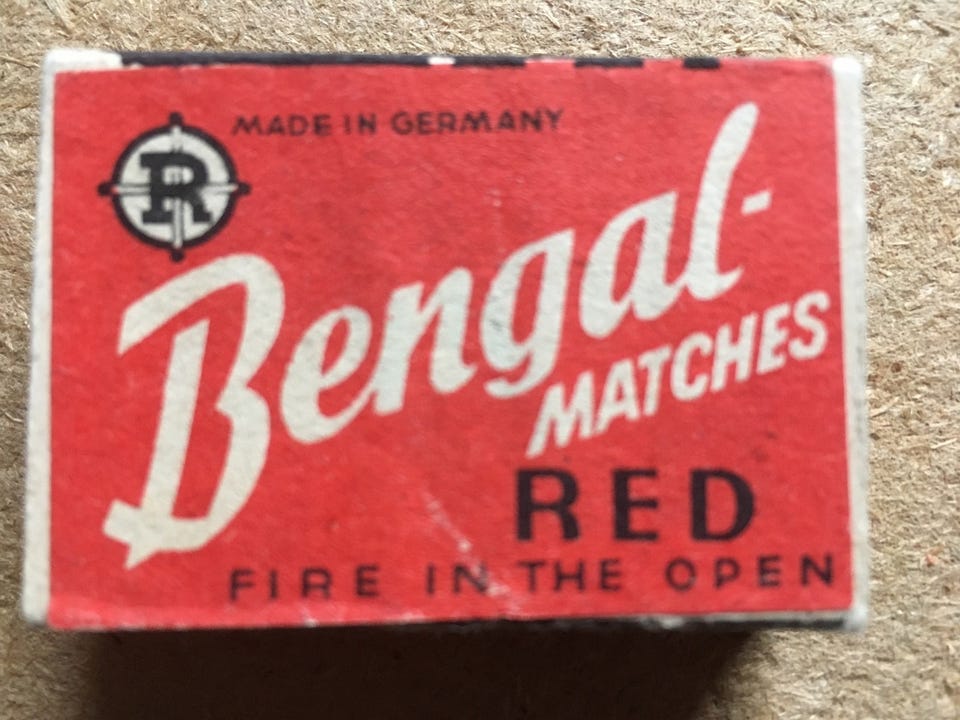 MADE IN GERMANY
R
Bengal-
MATCHES
RED
FIRE IN THE OPEN